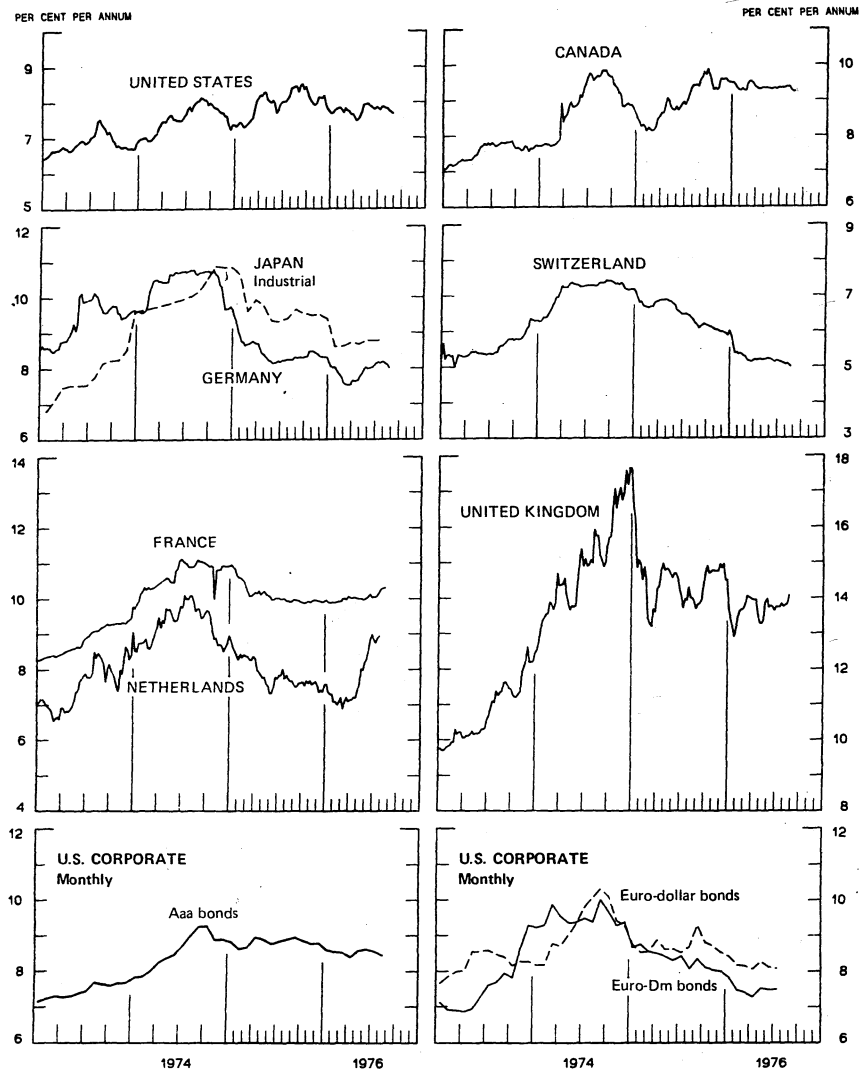 PER CENT PER ANNUM
PER CENT PER ANNUM
9
7
5
UNITED STATES
CANADA
10
8
6
12
10
8
6
JAPAN
Industrial
GERMANY
SWITZERLAND
9
7
5
3
14
12
10
8
6
4
FRANCE
NETHERLANDS
UNITED KINGDOM
18
16
14
12
10
8
12
10
8
6
U.S. CORPORATE
Monthly
Aaa bonds
U.S. CORPORATE
Monthly
Euro-dollar bonds
Euro-Dm bonds
12
10
8
6
1974
1976
1974
1976